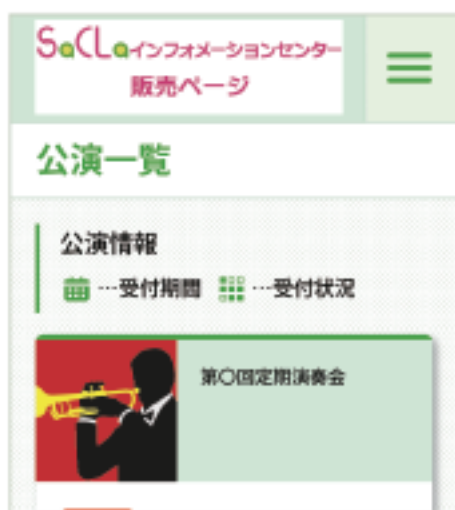 SaCLaインフォメーションセンター
販売ページ
公演一覧
公演情報
…受付期間 …受付状況
第〇回定期演奏会